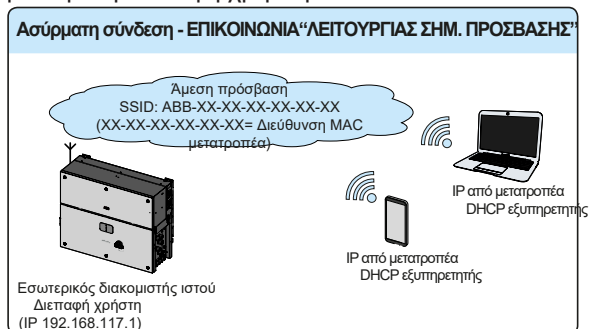 Ασύρματη σύνδεση - ΕΠΙΚΟΙΝΩΝΙΑ“ΛΕΙΤΟΥΡΓΙΑΣ ΣΗΜ. ΠΡΟΣΒΑΣΗΣ”
Άμεση πρόσβαση
SSID: ABB-XX-XX-XX-XX-XX-XX
(XX-XX-XX-XX-XX-XX= Διεύθυνση MAC
μετατροπέα)
IP από μετατροπέα
DHCP εξυπηρετητής
IP από μετατροπέα
DHCP εξυπηρετητής
Εσωτερικός διακομιστής ιστού
Διεπαφή χρήστη
(IP 192.168.117.1)